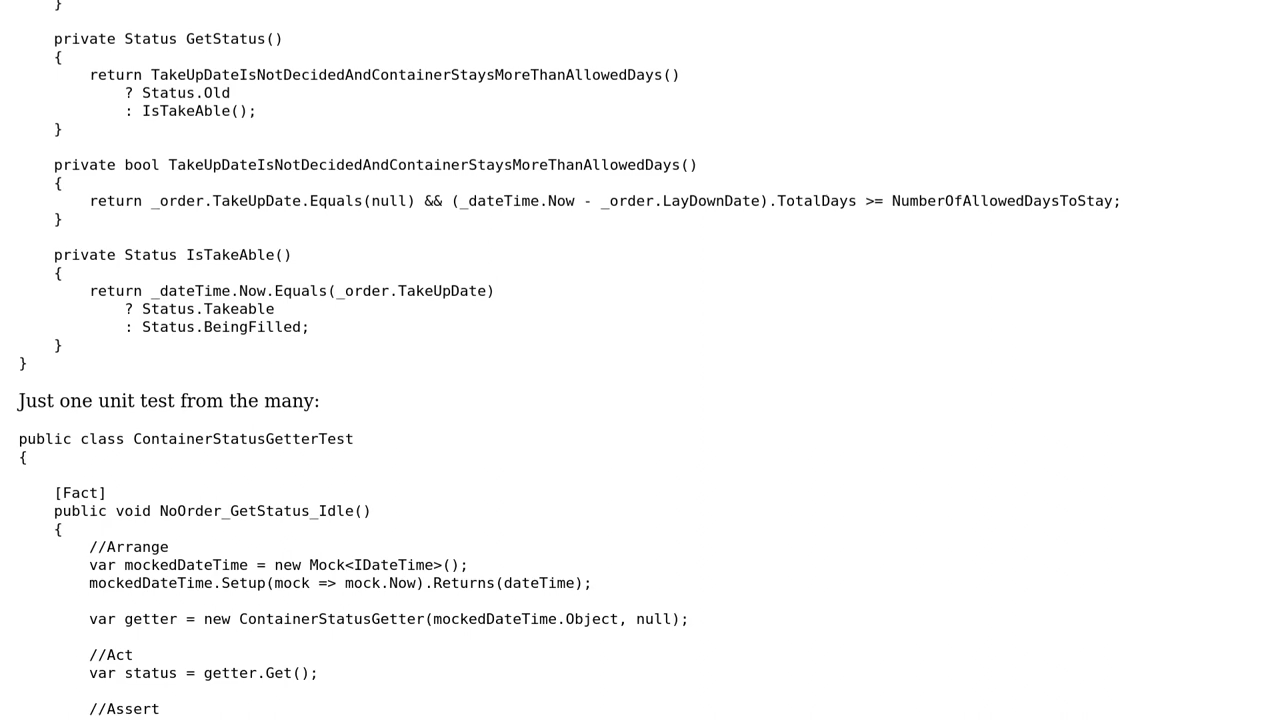 }
private Status GetStatus()
{
return TakeUpDateIsNotDecidedAndContainerStaysMoreThanAllowedDays()
? Status.Old
: IsTakeAble();
}
private bool TakeUpDateIsNotDecidedAndContainerStaysMoreThanAllowedDays()
{
return _order.TakeUpDate.Equals(null) && (_dateTime.Now - _order.LayDownDate).TotalDays >= NumberOfAllowedDaysToStay;
}
private Status IsTakeAble()
{
return _dateTime.Now.Equals(_order.TakeUpDate)
? Status.Takeable
: Status.BeingFilled;
}
}
Just one unit test from the many:
public class ContainerStatusGetterTest
{
[Fact]
public void NoOrder_GetStatus_Idle()
{
//Arrange
var mockedDateTime = new Mock<IDateTime>();
mockedDateTime.Setup(mock => mock.Now).Returns(dateTime);
var getter = new ContainerStatusGetter(mockedDateTime.Object, null);
//Act
var status = getter.Get();
//Assert